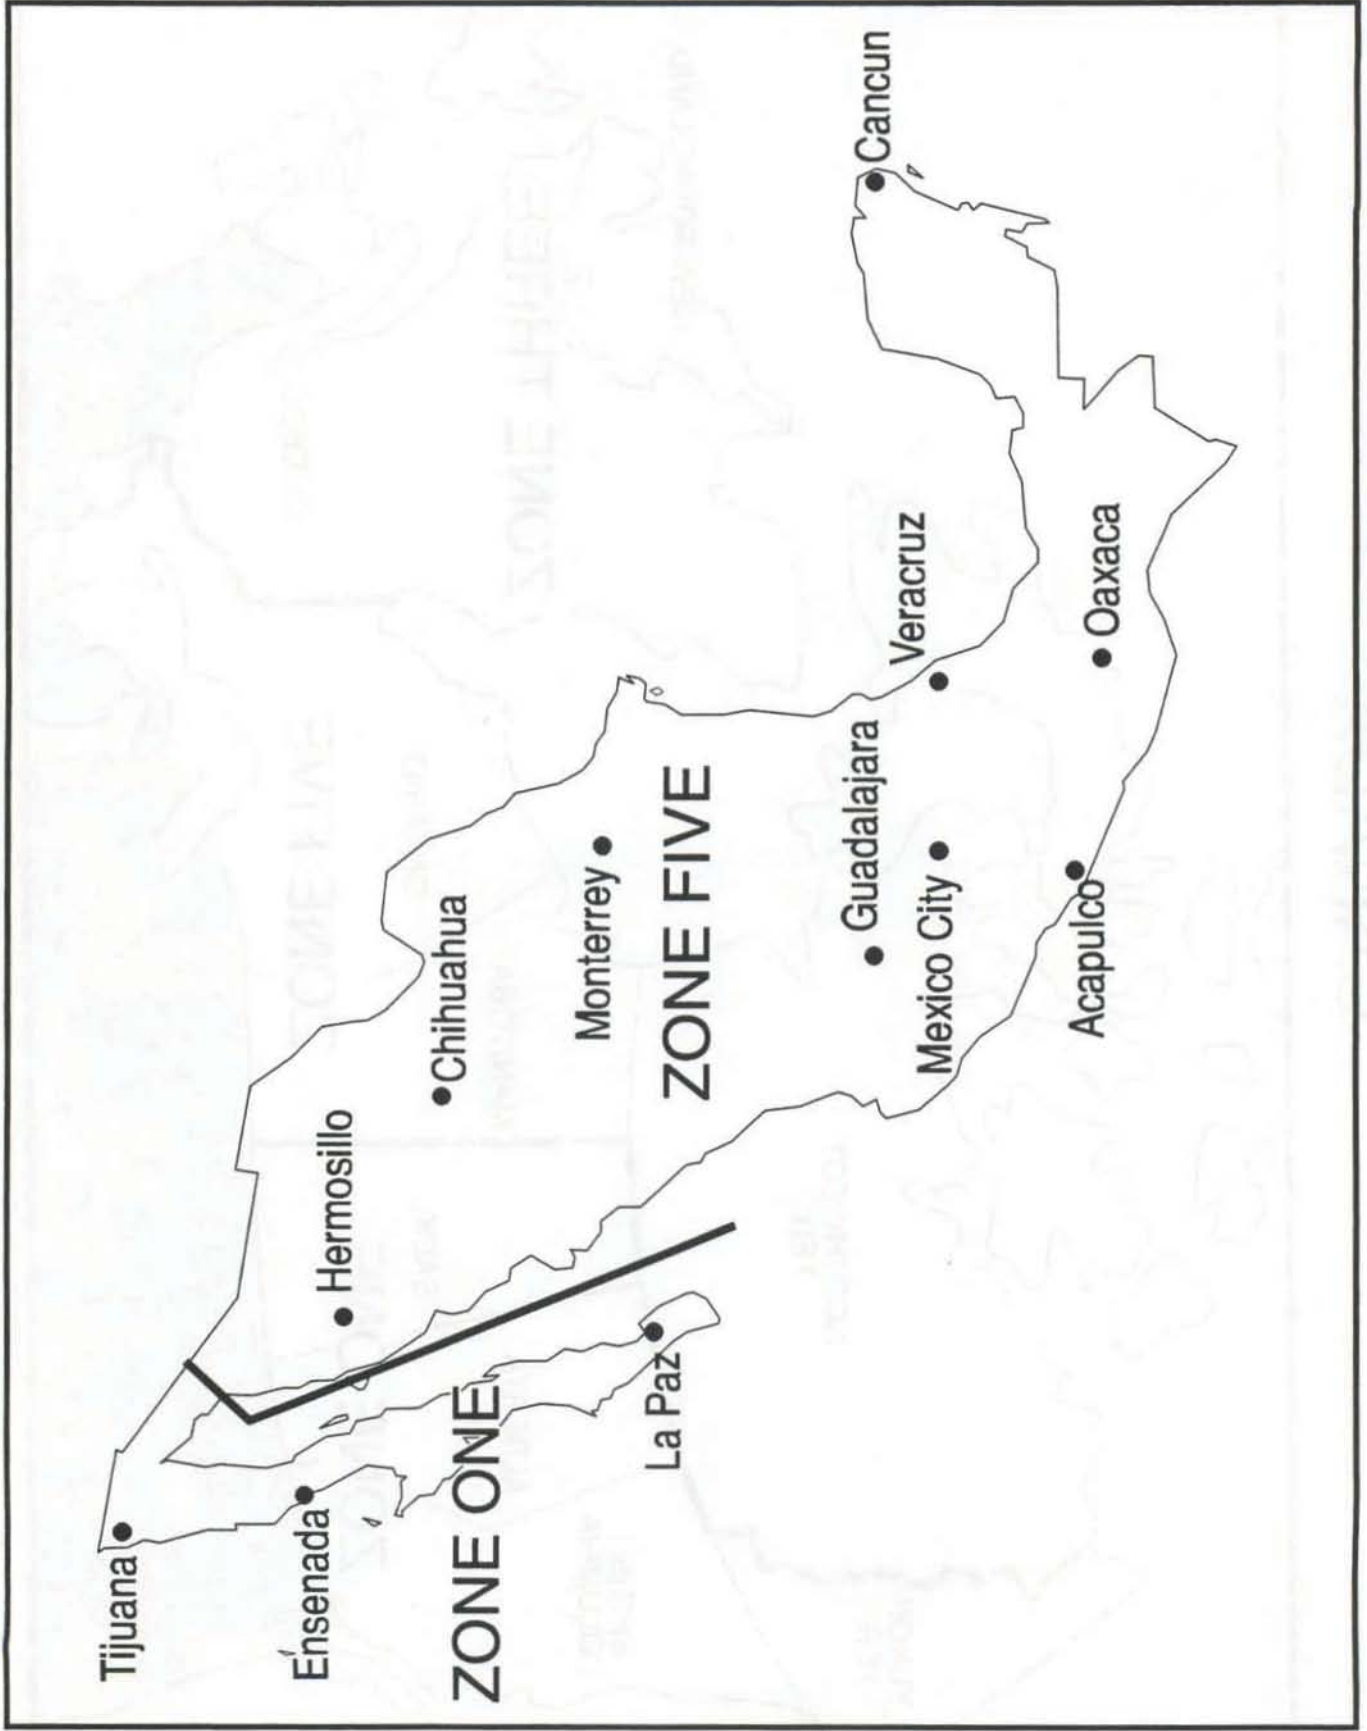 Tijuana
Ensenada
ZONE ONE
La Paz
Hermosillo
Chihuahua
Monterrey
ZONE FIVE
Guadalajara
Mexico City
Acapulco
Veracruz
Oaxaca
Cancun